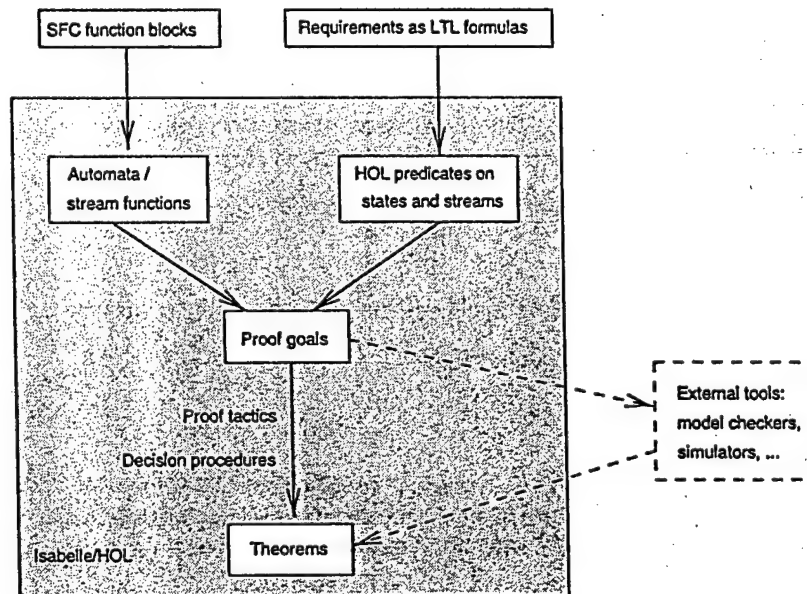 SFC function blocks
Requirements as LTL formulas
Automata /
stream functions
HOL predicates on
states and streams
Proof goals
External tools:
model checkers,
simulators, ...
Proof tactics
Decision procedures
Theorems
Isabelle/HOL